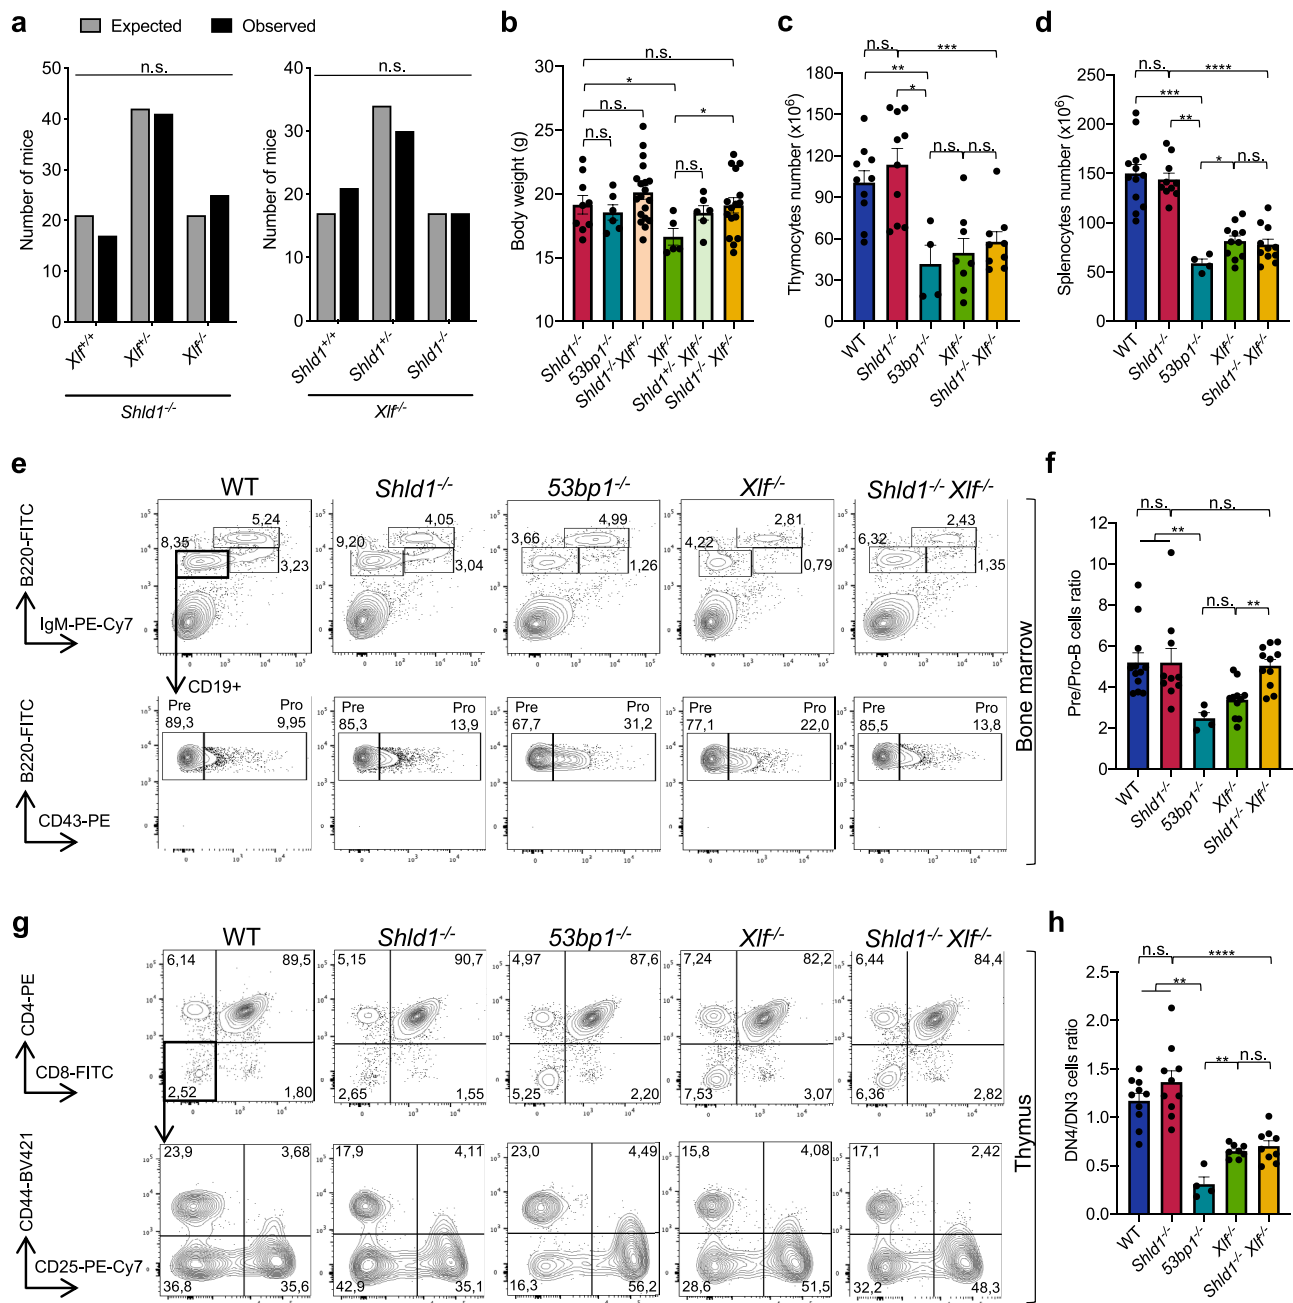 a
Expected
Observed
n.s.
Number of mice
50
40
30
20
10
0
Xlf+/+
Xlf+/-
Xlf-/-
Shld1-/-
n.s.
Number of mice
40
30
20
10
0
Shld1+/+
Shld1+/-
Shld1-/-
Xlf-/-
b
n.s.
*
n.s.
*
n.s.
n.s.
Body weight (g)
30
25
20
15
10
Shld1-/-
53bp1-/-
Shld1-/- Xlf+/-
Xlf-/-
Shld1+/- Xlf-/-
Shld1-/- Xlf-/-
c
n.s.
***
**
*
n.s.
n.s.
Thymocytes number (x10⁶)
180
150
120
90
60
30
0
WT
Shld1-/-
53bp1-/-
Xlf-/-
Shld1-/- Xlf-/-
d
n.s.
****
***
**
*
n.s.
Splenocytes number (x10⁶)
250
200
150
100
50
0
WT
Shld1-/-
53bp1-/-
Xlf-/-
Shld1-/- Xlf-/-
e
WT
Shld1-/-
53bp1-/-
Xlf-/-
Shld1-/- Xlf-/-
B220-FITC
IgM-PE-Cy7
5,24
8,35
3,23
4,05
9,20
3,04
4,99
3,66
1,26
2,81
4,22
0,79
2,43
6,32
1,35
CD19+
B220-FITC
CD43-PE
Pre Pro
89,3 9,95
Pre Pro
85,3 13,9
Pre Pro
67,7 31,2
Pre Pro
77,1 22,0
Pre Pro
85,5 13,8
Bone marrow
f
n.s.
n.s.
**
n.s.
**
Pre/Pro-B cells ratio
12
10
8
6
4
2
0
WT
Shld1-/-
53bp1-/-
Xlf-/-
Shld1-/- Xlf-/-
g
WT
Shld1-/-
53bp1-/-
Xlf-/-
Shld1-/- Xlf-/-
CD4-PE
CD8-FITC
6,14 89,5
2,52 1,80
5,15 90,7
2,65 1,55
4,97 87,6
5,25 2,20
7,24 82,2
7,53 3,07
6,44 84,4
6,36 2,82
CD44-BV421
CD25-PE-Cy7
23,9 3,68
36,8 35,6
17,9 4,11
42,9 35,1
23,0 4,49
16,3 56,2
15,8 4,08
28,6 51,5
17,1 2,42
32,2 48,3
Thymus
h
n.s.
****
**
**
n.s.
DN4/DN3 cells ratio
2.5
2.0
1.5
1.0
0.5
0.0
WT
Shld1-/-
53bp1-/-
Xlf-/-
Shld1-/- Xlf-/-